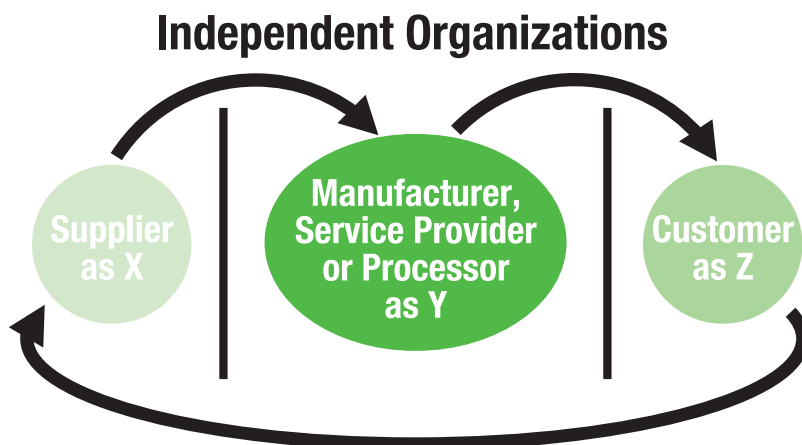 Independent Organizations
Supplier
as X
Manufacturer,
Service Provider
or Processor
as Y
Customer
as Z